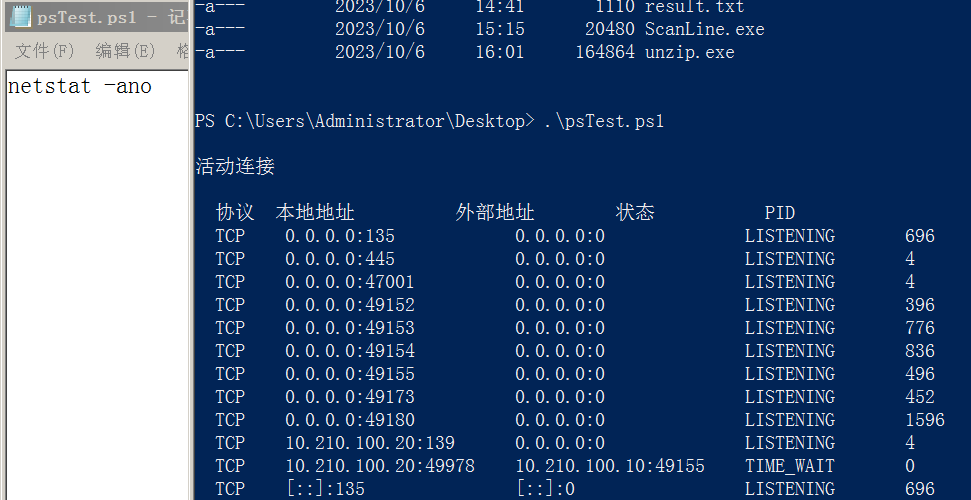 psTest.ps1 - 记
文件(F) 编辑(E) 格
netstat -ano
-a--- 2023/10/6 14:41 1110 result.txt
-a--- 2023/10/6 15:15 20480 ScanLine.exe
-a--- 2023/10/6 16:01 164864 unzip.exe
PS C:\Users\Administrator\Desktop> .\psTest.ps1
活动连接
协议 本地地址 外部地址 状态 PID
TCP 0.0.0.0:135 0.0.0.0:0 LISTENING 696
TCP 0.0.0.0:445 0.0.0.0:0 LISTENING 4
TCP 0.0.0.0:47001 0.0.0.0:0 LISTENING 4
TCP 0.0.0.0:49152 0.0.0.0:0 LISTENING 396
TCP 0.0.0.0:49153 0.0.0.0:0 LISTENING 776
TCP 0.0.0.0:49154 0.0.0.0:0 LISTENING 836
TCP 0.0.0.0:49155 0.0.0.0:0 LISTENING 496
TCP 0.0.0.0:49173 0.0.0.0:0 LISTENING 452
TCP 0.0.0.0:49180 0.0.0.0:0 LISTENING 1596
TCP 10.210.100.20:139 0.0.0.0:0 LISTENING 4
TCP 10.210.100.20:49978 10.210.100.10:49155 TIME_WAIT 0
TCP [::]:135 [::]:0 LISTENING 696